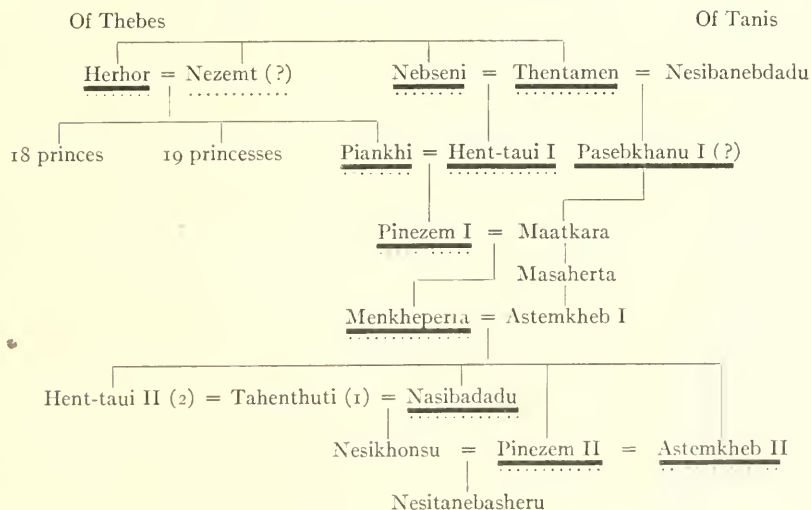 Of Thebes Of Tanis
Herhor = Nezemt (?) Nebseni = Thentamen = Nesibanebdadu
18 princes 19 princesses Piankhi = Hent-taui I Pasebkhanu I (?)
Pinezem I = Maatkara
Masaherta
Menkheperra = Astemkheb I
Hent-taui II (2) = Tahenthuti (1) = Nasibadadu
Nesikhonsu = Pinezem II = Astemkheb II
Nesitanebasheru